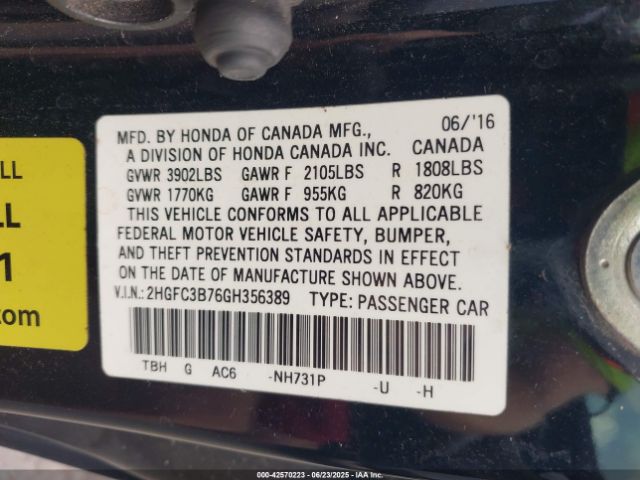 MFD. BY HONDA OF CANADA MFG., 06/'16
A DIVISION OF HONDA CANADA INC. CANADA
GVWR 3902LBS GAWR F 2105LBS R 1808LBS
GVWR 1770KG GAWR F 955KG R 820KG
THIS VEHICLE CONFORMS TO ALL APPLICABLE
FEDERAL MOTOR VEHICLE SAFETY, BUMPER,
AND THEFT PREVENTION STANDARDS IN EFFECT
ON THE DATE OF MANUFACTURE SHOWN ABOVE.
V.I.N.: 2HGFC3B76GH356389 TYPE: PASSENGER CAR
TBH G AC6 -NH731P -U -H
LL
LL
1
.com
000-42570223 - 06/23/2025 - IAA